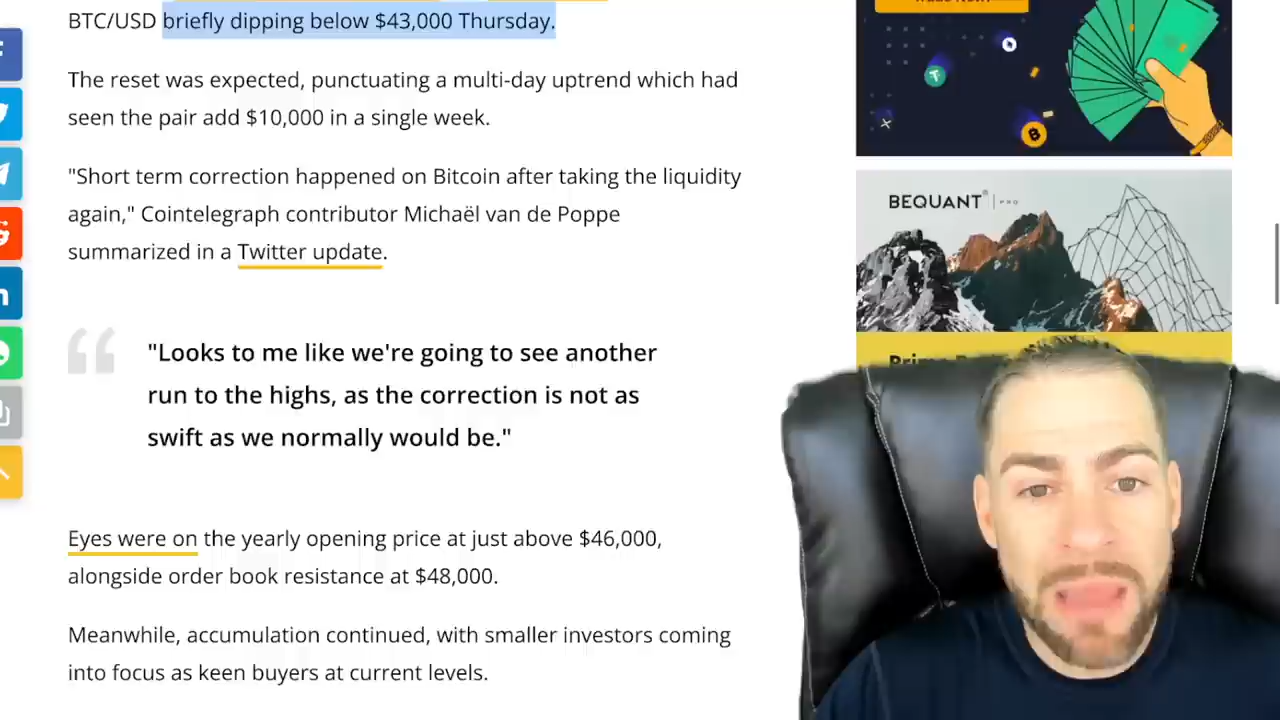 BTC/USD briefly dipping below $43,000 Thursday.
The reset was expected, punctuating a multi-day uptrend which had
seen the pair add $10,000 in a single week.
"Short term correction happened on Bitcoin after taking the liquidity
again," Cointelegraph contributor Michaël van de Poppe
summarized in a Twitter update.
"Looks to me like we're going to see another
run to the highs, as the correction is not as
swift as we normally would be."
Eyes were on the yearly opening price at just above $46,000,
alongside order book resistance at $48,000.
Meanwhile, accumulation continued, with smaller investors coming
into focus as keen buyers at current levels.
BEQUANT | PRO